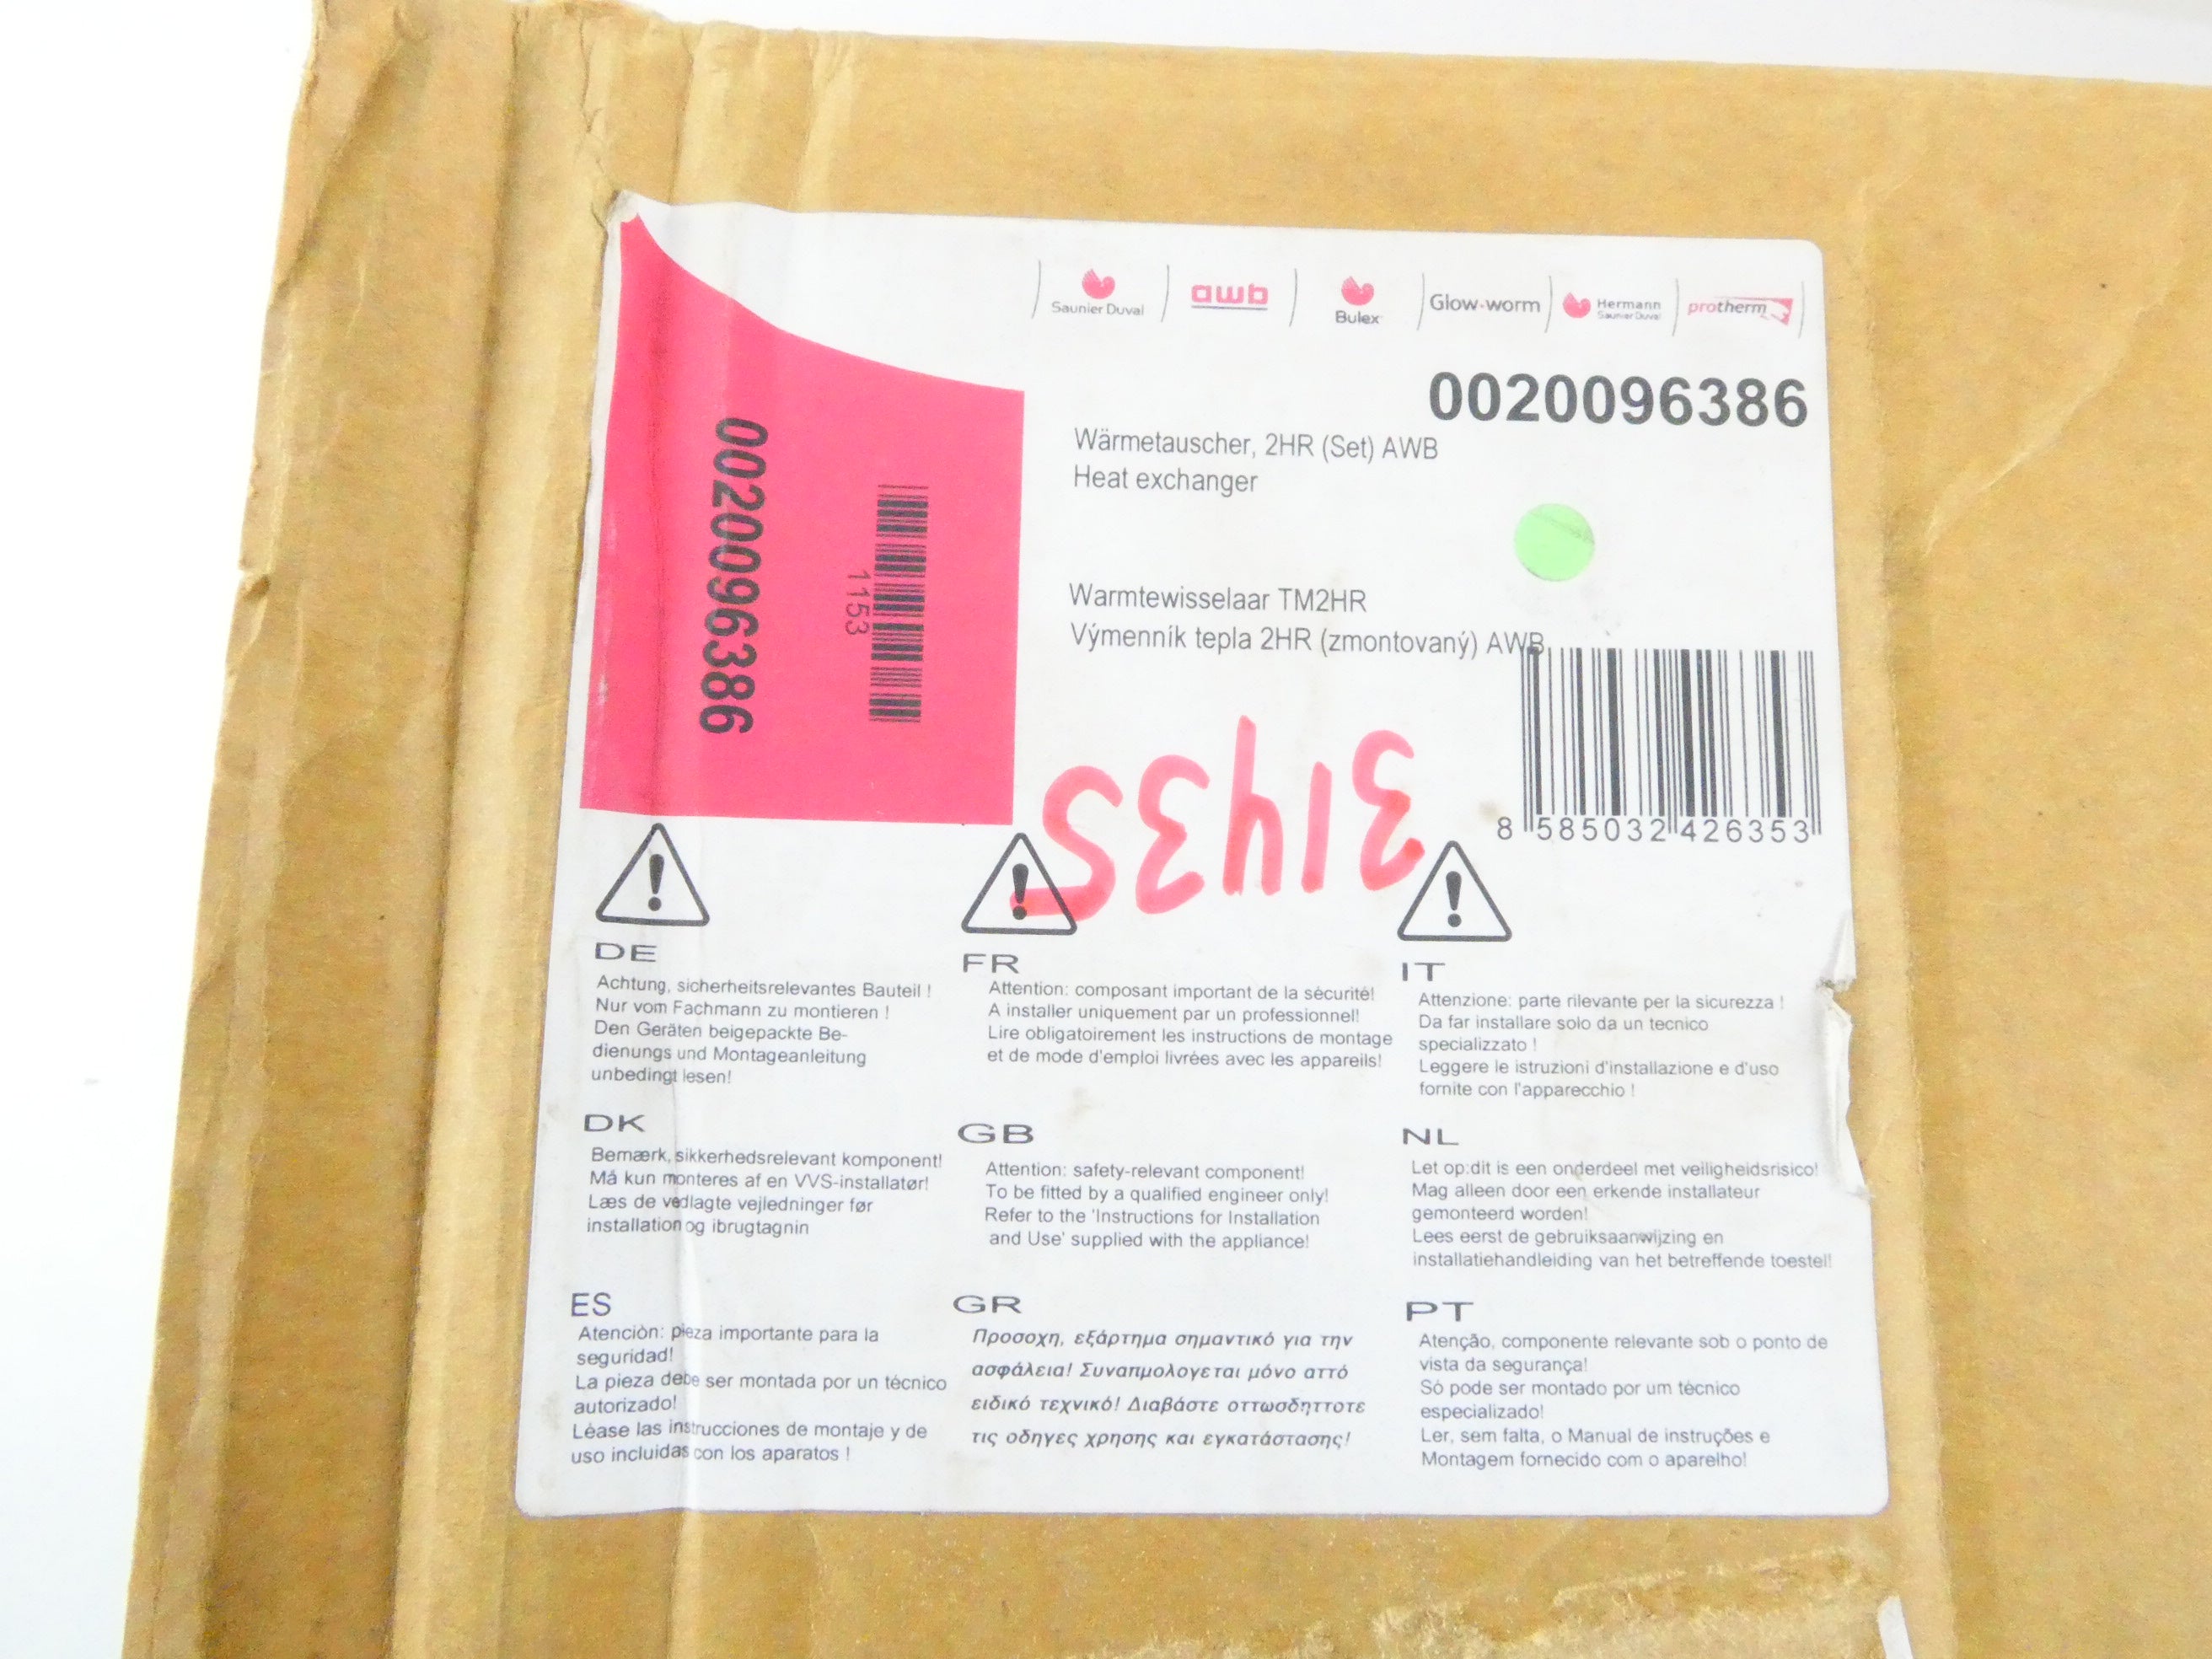 Saunier Duval
awb
Bulex
Glow-worm
Hermann
Saunier Duval
protherm
0020096386
Wärmetauscher, 2HR (Set) AWB
Heat exchanger
Warmtewisselaar TM2HR
Výmenník tepla 2HR (zmontovaný) AWB
0020096386
1153
31435
8 585032 426353
DE
Achtung, sicherheitsrelevantes Bauteil !
Nur vom Fachmann zu montieren !
Den Geräten beigepackte Be-
dienungs und Montageanleitung
unbedingt lesen!
FR
Attention: composant important de la sécurité!
A installer uniquement par un professionnel!
Lire obligatoirement les instructions de montage
et de mode d'emploi livrées avec les appareils!
IT
Attenzione: parte rilevante per la sicurezza !
Da far installare solo da un tecnico
specializzato !
Leggere le istruzioni d'installazione e d'uso
fornite con l'apparecchio !
DK
Bemærk, sikkerhedsrelevant komponent!
Må kun monteres af en VVS-installatør!
Læs de vedlagte vejledninger før
installation og ibrugtagnin
GB
Attention: safety-relevant component!
To be fitted by a qualified engineer only!
Refer to the 'Instructions for Installation
and Use' supplied with the appliance!
NL
Let op:dit is een onderdeel met veiligheidsrisico!
Mag alleen door een erkende installateur
gemonteerd worden!
Lees eerst de gebruiksaanwijzing en
installatiehandleiding van het betreffende toestel!
ES
Atenciòn: pieza importante para la
seguridad!
La pieza debe ser montada por un técnico
autorizado!
Léase las instrucciones de montaje y de
uso incluidas con los aparatos !
GR
Προσοχη, εξάρτημα σημαντικό για την
ασφάλεια! Συναπμολογεται μόνο αττό
ειδικό τεχνικό! Διαβάστε οττωσδηττοτε
τις οδηγες χρησης και εγκατάστασης!
PT
Atenção, componente relevante sob o ponto de
vista da segurança!
Só pode ser montado por um técnico
especializado!
Ler, sem falta, o Manual de instruções e
Montagem fornecido com o aparelho!